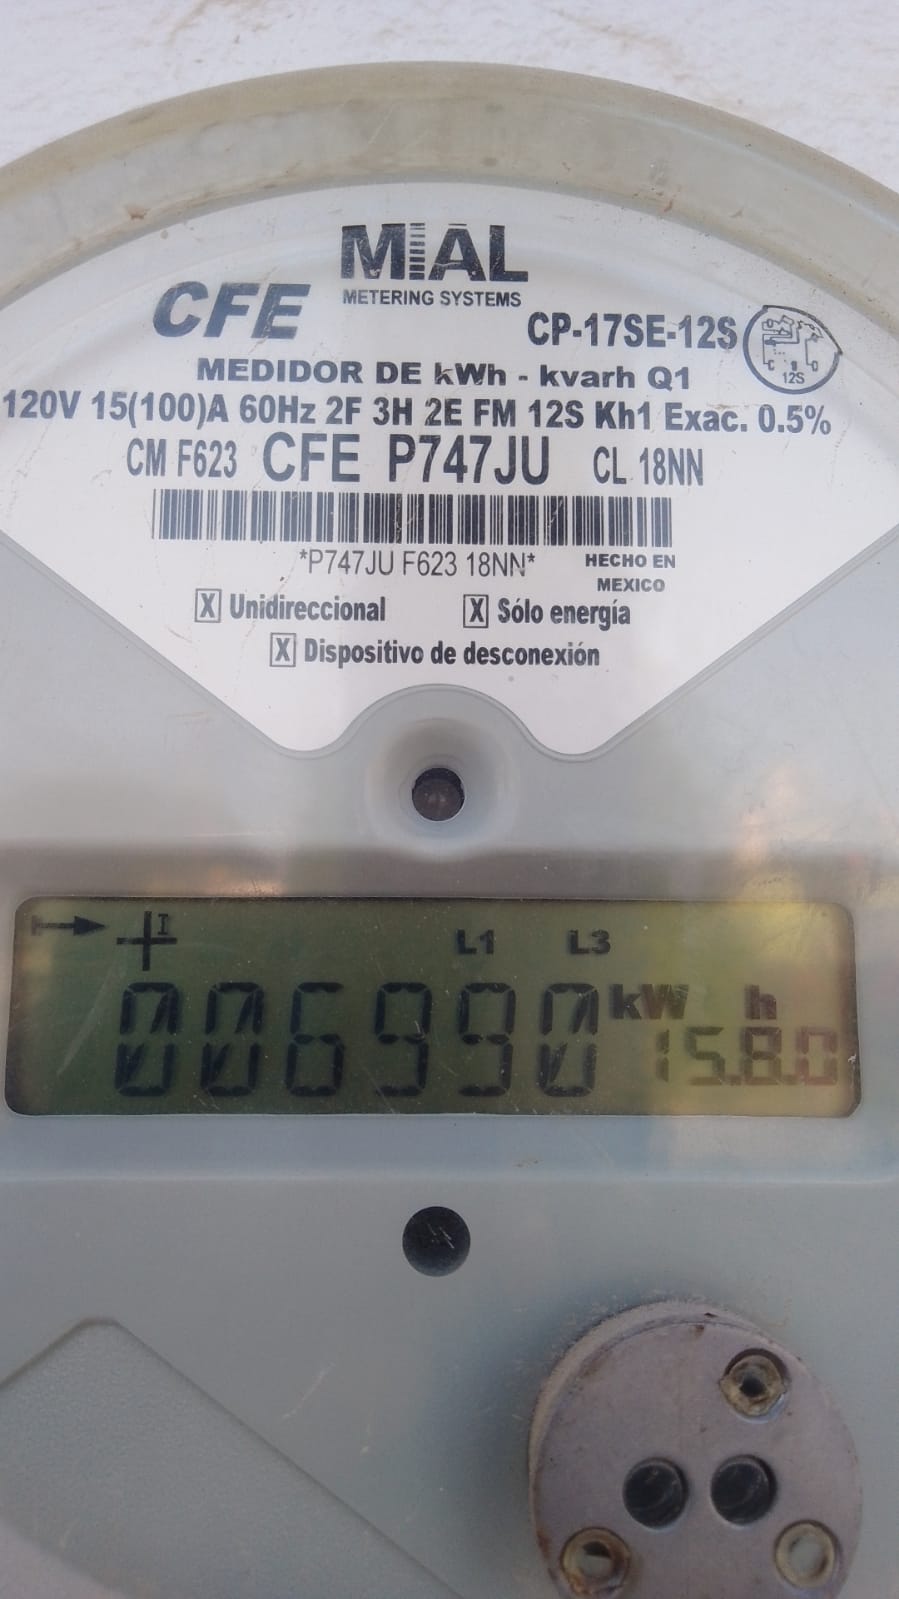 MIAL
METERING SYSTEMS
CFE
CP-17SE-12S
12S
MEDIDOR DE kWh - kvarh Q1
120V 15(100)A 60Hz 2F 3H 2E FM 12S Kh1 Exac. 0.5%
CM F623 CFE P747JU CL 18NN
*P747JU F623 18NN*
HECHO EN
MEXICO
X Unidireccional X Sólo energía
X Dispositivo de desconexión
I L1 L3
006990 kW h
15.8.0